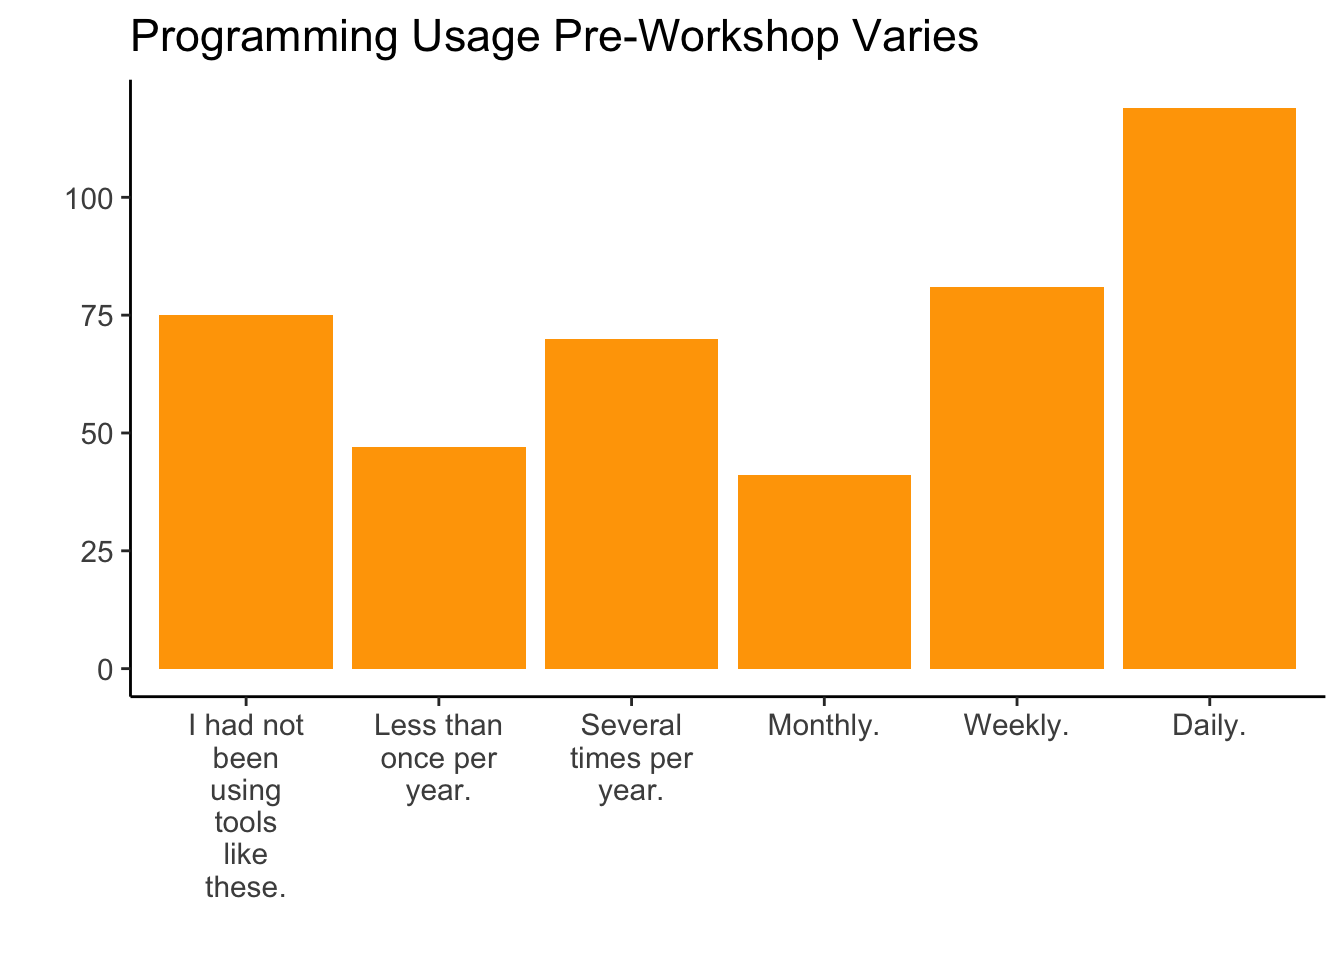 Programming Usage Pre-Workshop Varies
100
75
50
25
0
I had not
been
using
tools
like
these.
Less than
once per
year.
Several
times per
year.
Monthly.
Weekly.
Daily.